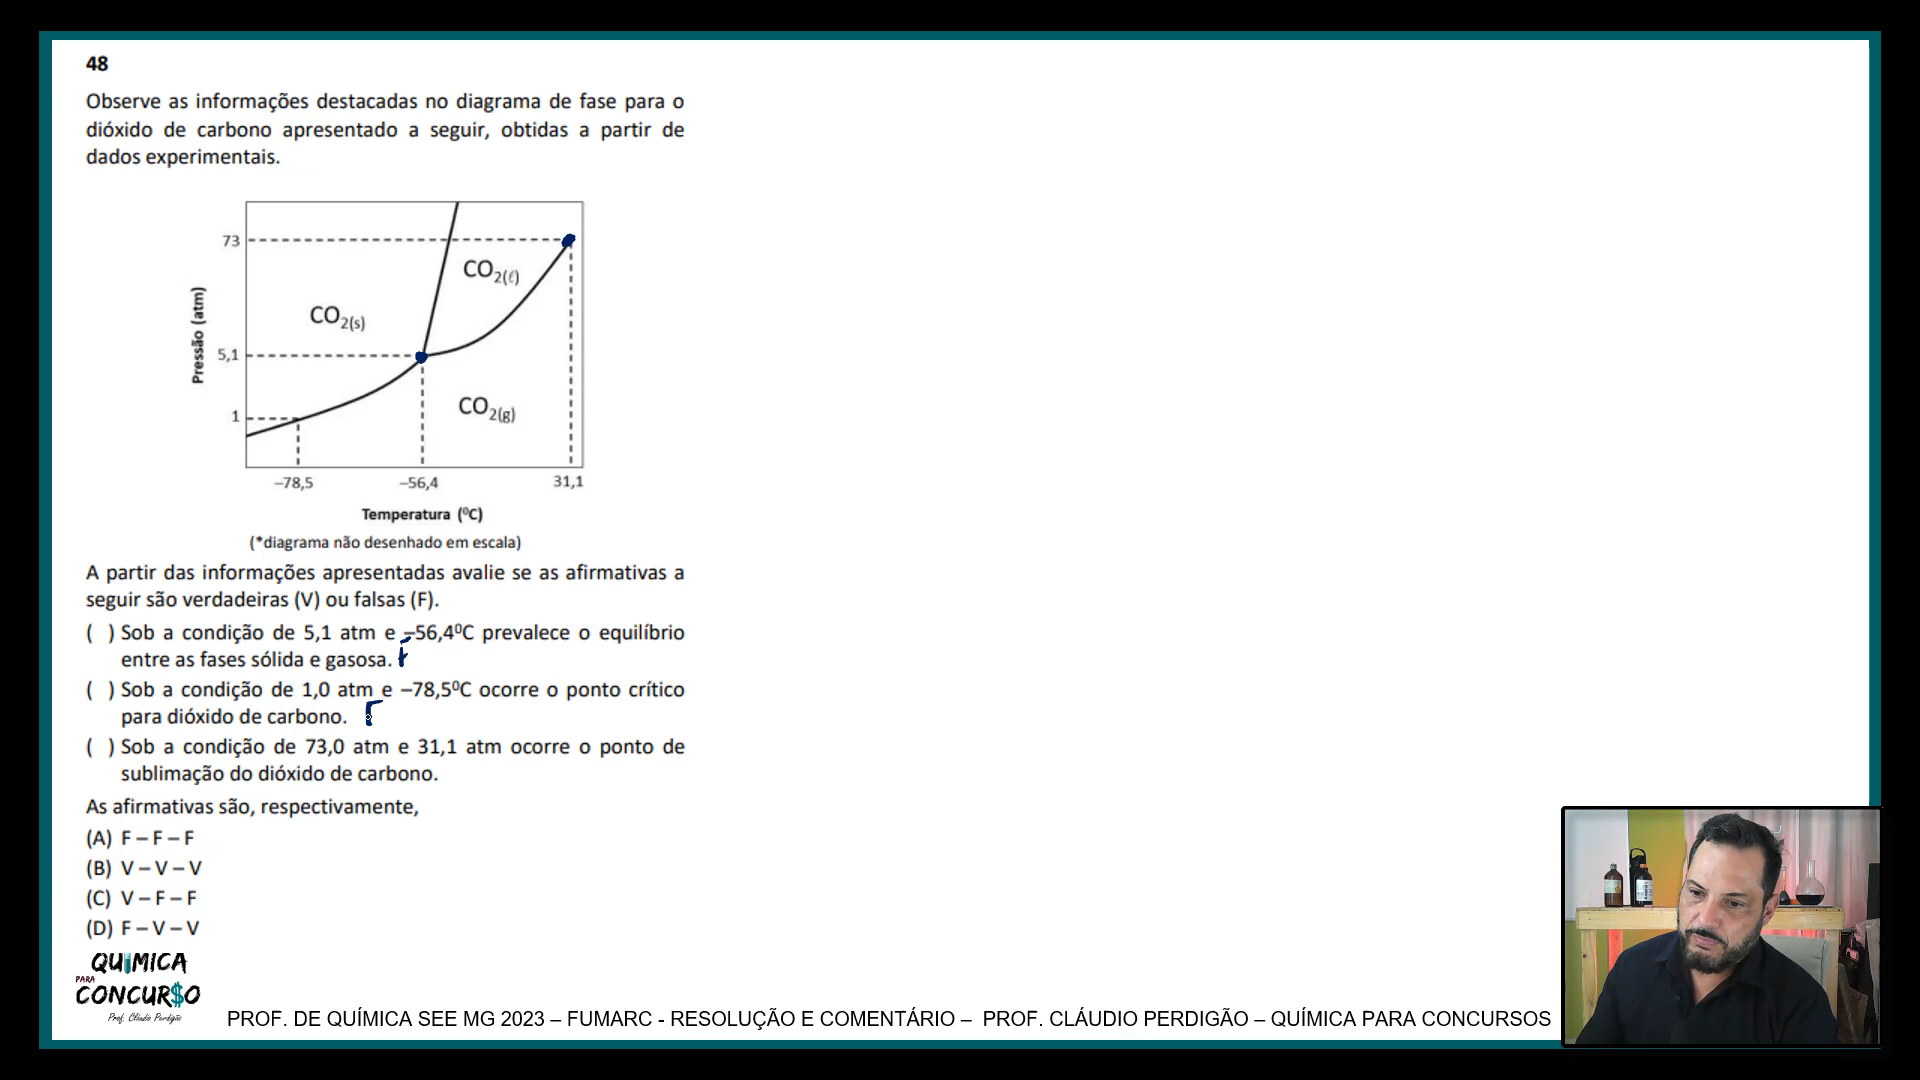 48
Observe as informações destacadas no diagrama de fase para o
dióxido de carbono apresentado a seguir, obtidas a partir de
dados experimentais.
73
CO2(ℓ)
CO2(s)
Pressão (atm)
5,1
CO2(g)
1
–78,5
–56,4
31,1
Temperatura (⁰C)
(*diagrama não desenhado em escala)
A partir das informações apresentadas avalie se as afirmativas a
seguir são verdadeiras (V) ou falsas (F).
( ) Sob a condição de 5,1 atm e –56,4⁰C prevalece o equilíbrio
entre as fases sólida e gasosa. F
( ) Sob a condição de 1,0 atm e –78,5⁰C ocorre o ponto crítico
para dióxido de carbono.
( ) Sob a condição de 73,0 atm e 31,1 atm ocorre o ponto de
sublimação do dióxido de carbono.
As afirmativas são, respectivamente,
(A) F – F – F
(B) V – V – V
(C) V – F – F
(D) F – V – V
QUIMICA
PARA
CONCUR$O
Prof. Cláudio Perdigão
PROF. DE QUÍMICA SEE MG 2023 – FUMARC - RESOLUÇÃO E COMENTÁRIO – PROF. CLÁUDIO PERDIGÃO – QUÍMICA PARA CONCURSOS